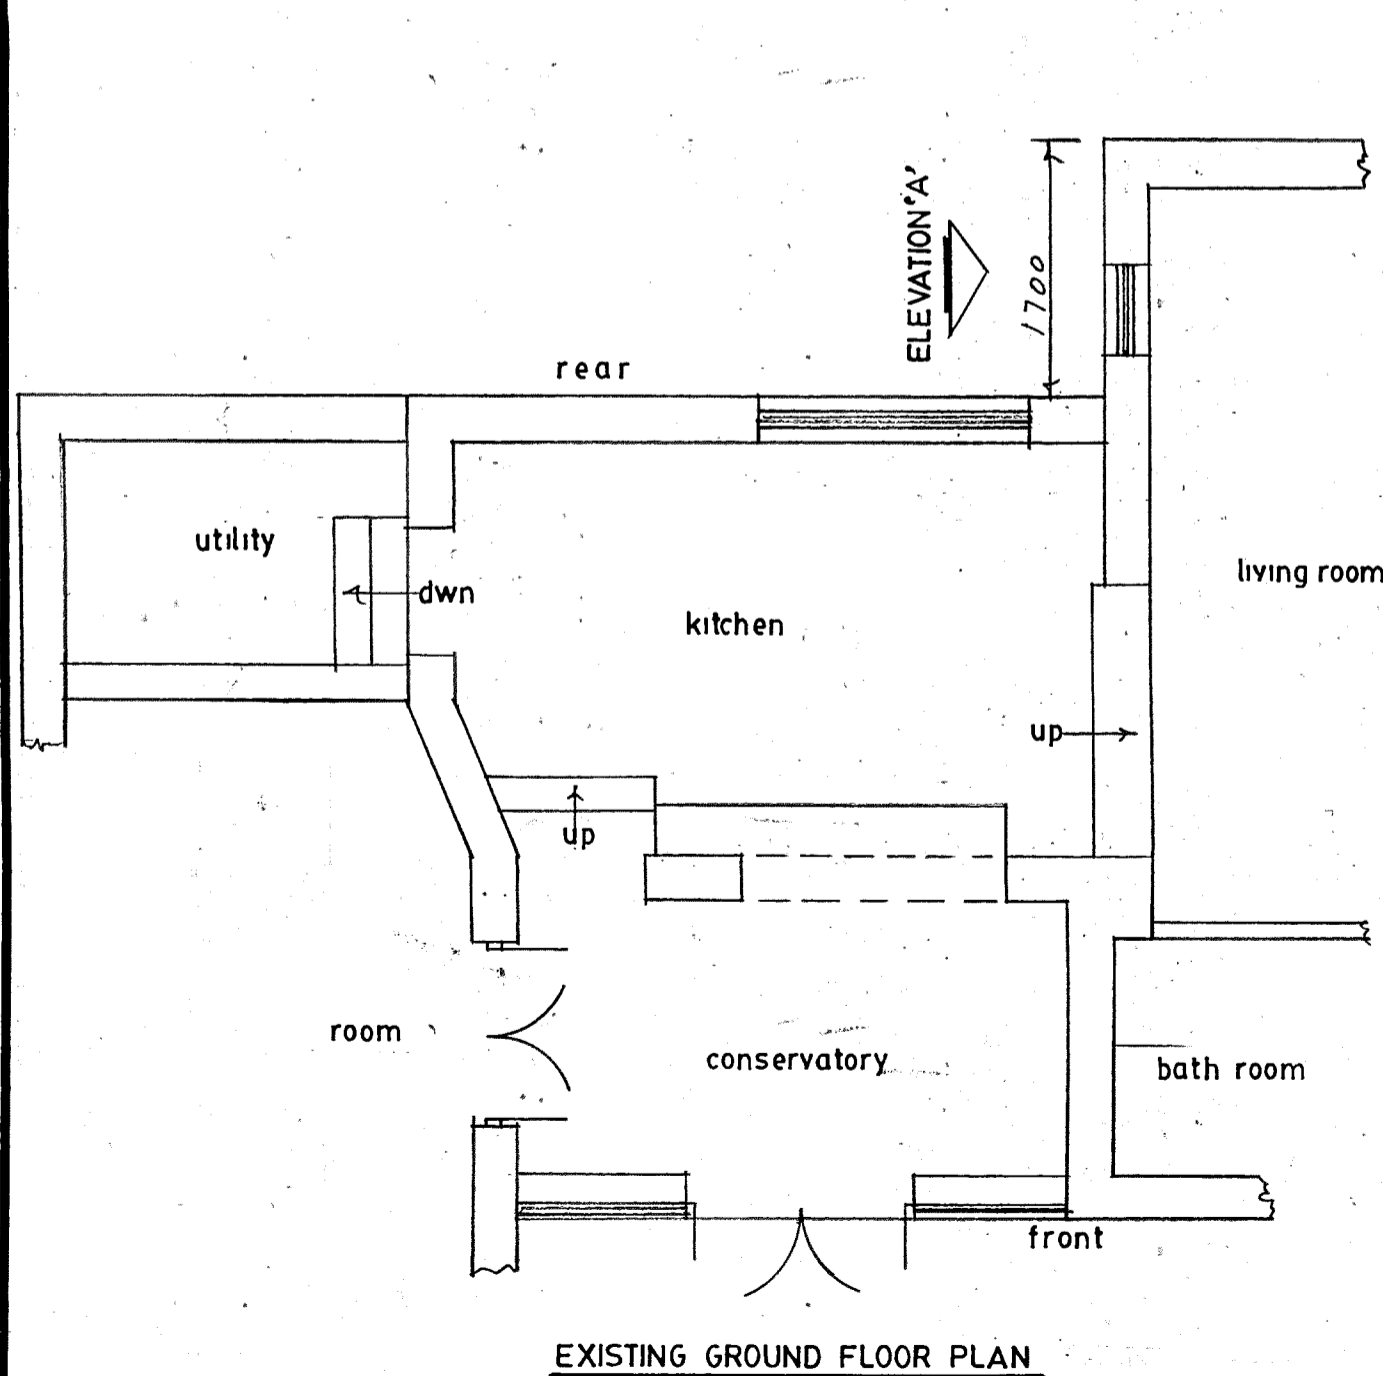 ELEVATION 'A'
1700
rear
utility
dwn
kitchen
living room
up
up
room
conservatory
bath room
front
EXISTING GROUND FLOOR PLAN